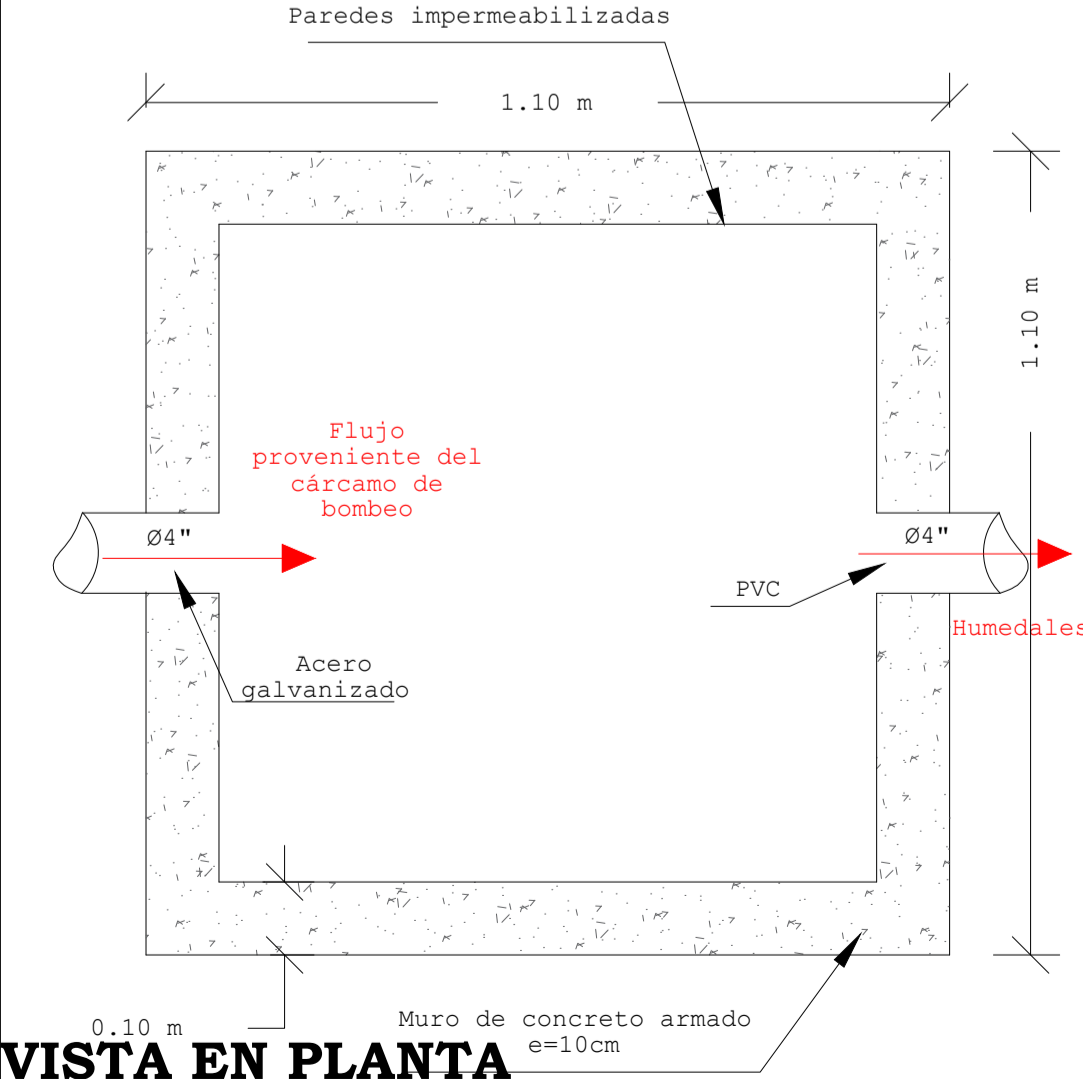 Paredes impermeabilizadas
1.10 m
1.10 m
Flujo
proveniente del
cárcamo de
bombeo
Ø4"
Ø4"
PVC
Humedales
Acero
galvanizado
0.10 m
Muro de concreto armado
e=10cm
VISTA EN PLANTA